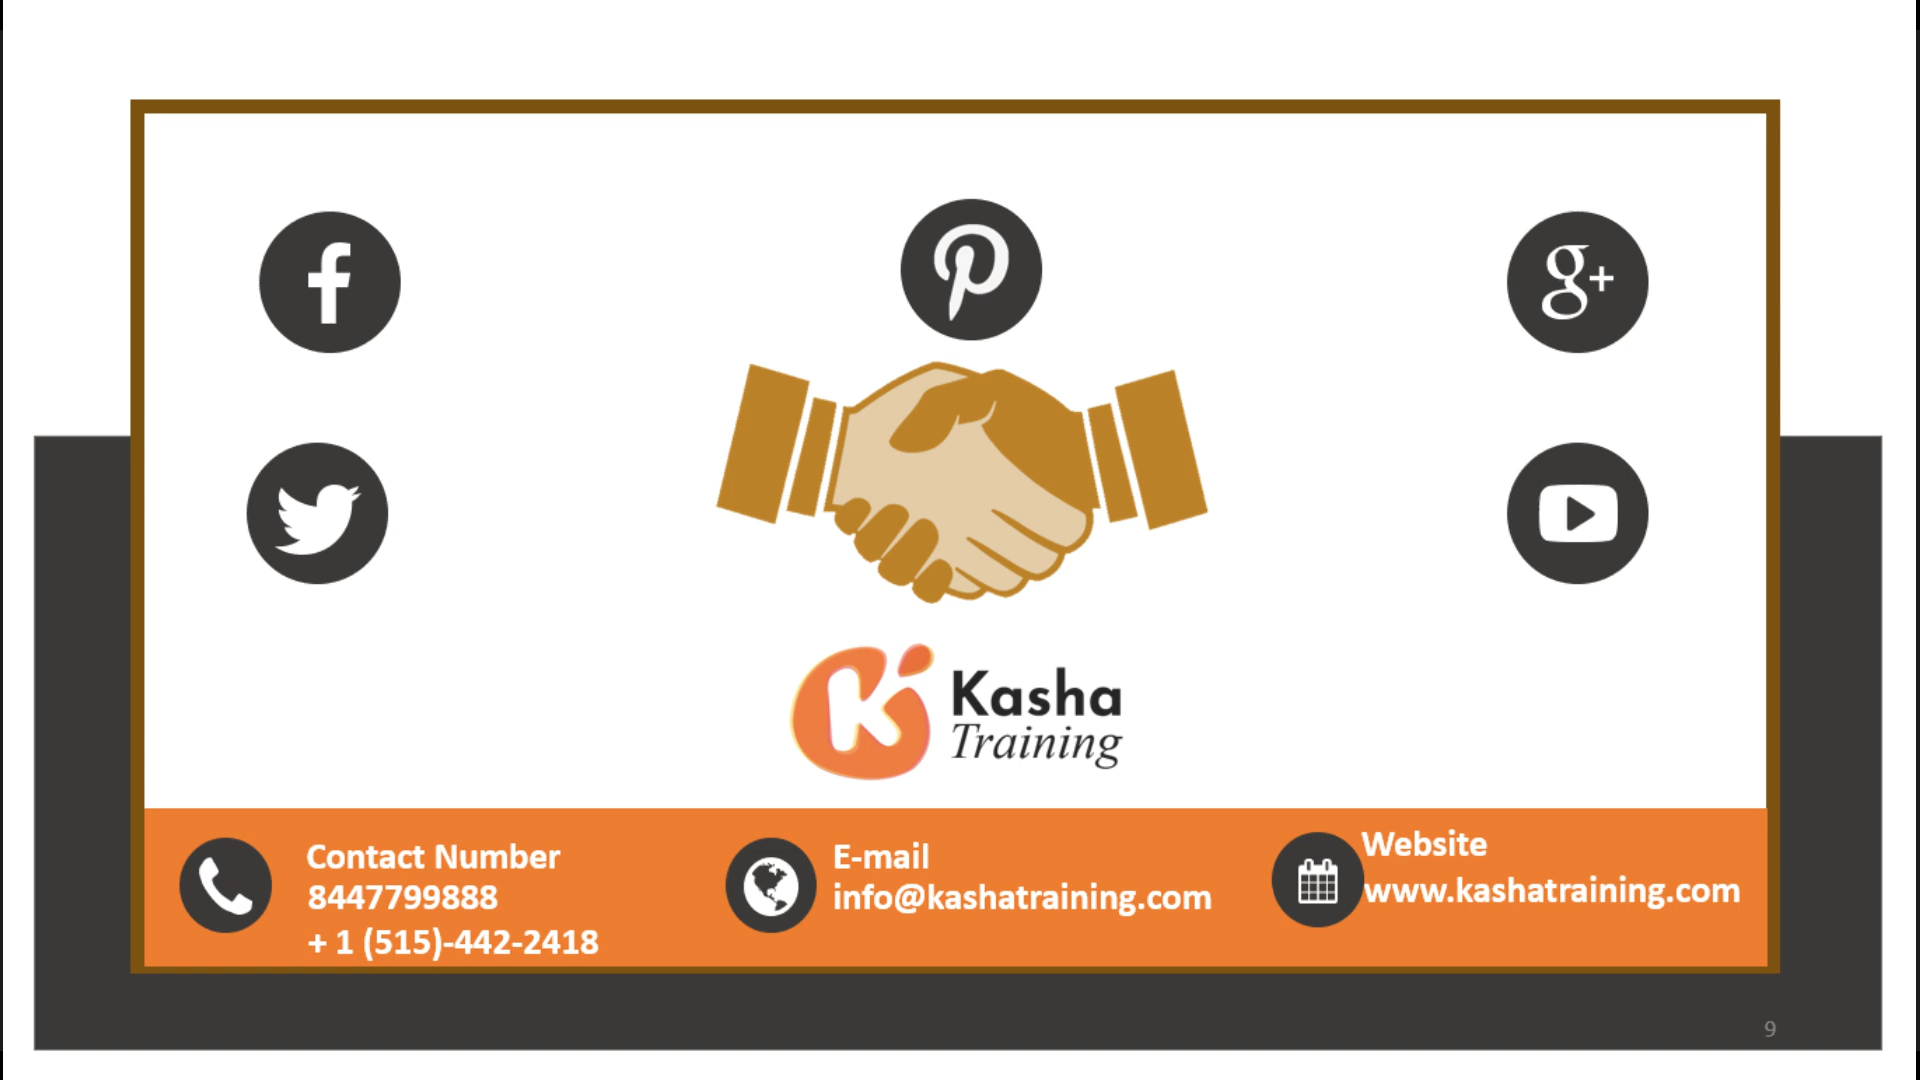 f
g+
K
Kasha
Training
Contact Number
8447799888
+ 1 (515)-442-2418
E-mail
info@kashatraining.com
Website
www.kashatraining.com
9